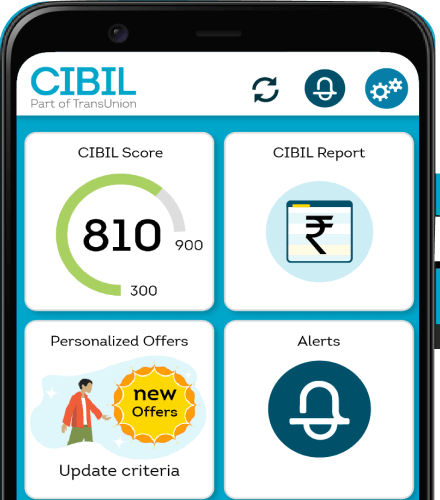 CIBIL
Part of TransUnion
CIBIL Score
810
900
300
CIBIL Report
₹
Personalized Offers
new
Offers
Update criteria
Alerts